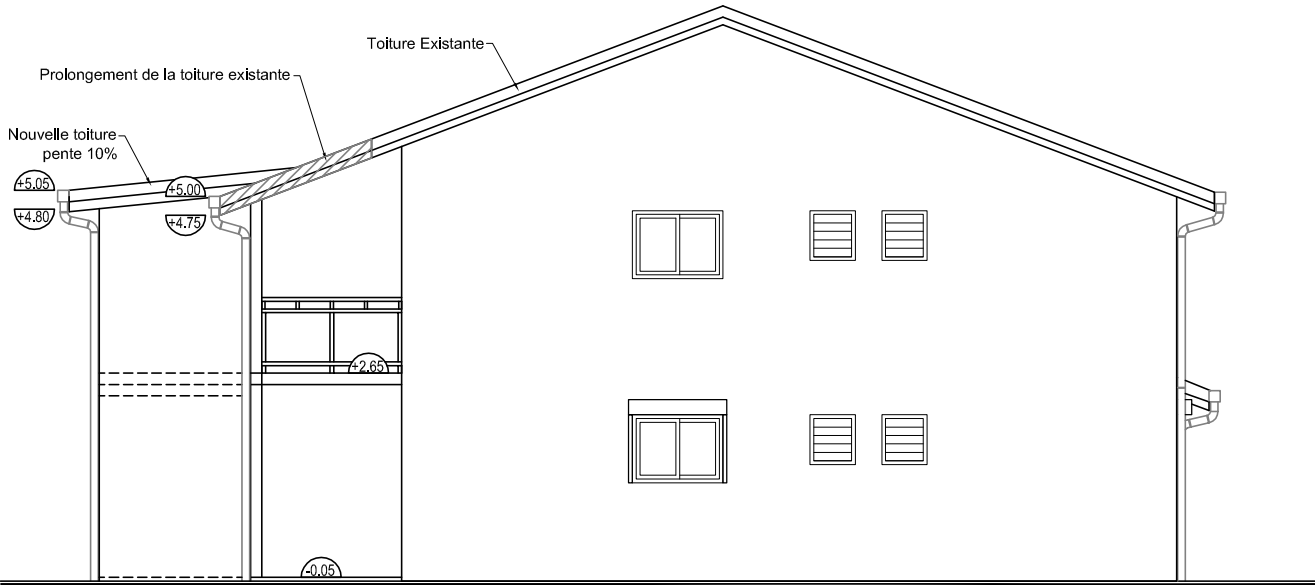 Toiture Existante
Prolongement de la toiture existante
Nouvelle toiture
pente 10%
+5.05
+5.00
+4.80
+4.75
+2.65
-0.05